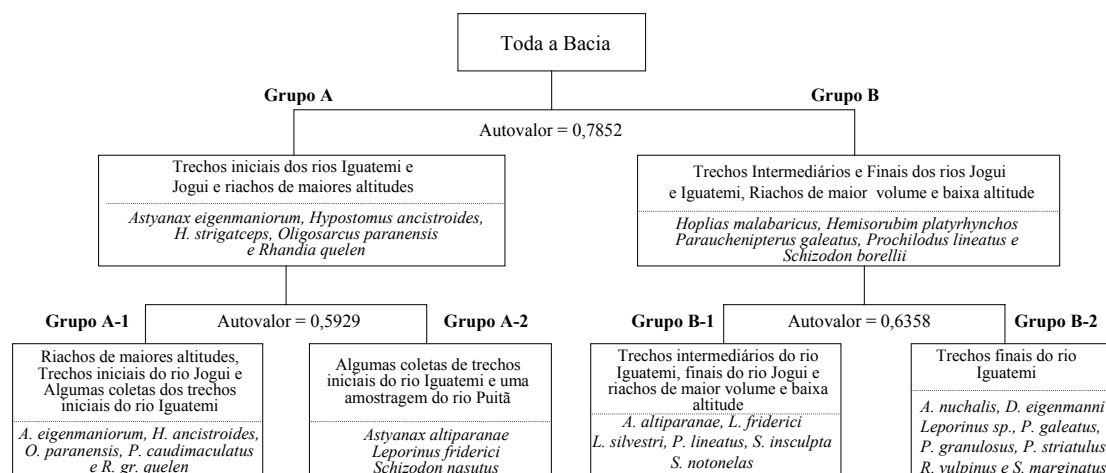 Toda a Bacia
Grupo A
Grupo B
Autovalor = 0,7852
Trechos iniciais dos rios Iguatemi e
Jogui e riachos de maiores altitudes
Astyanax eigenmaniorum, Hypostomus ancistroides,
H. strigatceps, Oligosarcus paranensis
e Rhandia quelen
Trechos Intermediários e Finais dos rios Jogui
e Iguatemi, Riachos de maior volume e baixa
altitude
Hoplias malabaricus, Hemisorubim platyrhynchos
Parauchenipterus galeatus, Prochilodus lineatus e
Schizodon borellii
Grupo A-1
Autovalor = 0,5929
Grupo A-2
Grupo B-1
Autovalor = 0,6358
Grupo B-2
Riachos de maiores altitudes,
Trechos iniciais do rio Jogui e
Algumas coletas dos trechos
iniciais do rio Iguatemi
A. eigenmaniorum, H. ancistroides,
O. paranensis, P. caudimaculatus
e R. gr. quelen
Algumas coletas de trechos
iniciais do rio Iguatemi e uma
amostragem do rio Puitã
Astyanax altiparanae
Leporinus friderici
Schizodon nasutus
Trechos intermediários do rio
Iguatemi, finais do rio Jogui e
riachos de maior volume e baixa
altitude
A. altiparanae, L. friderici
L. silvestri, P. lineatus, S. insculpta
S. notonelas
Trechos finais do rio
Iguatemi
A. nuchalis, D. eigenmanni
Leporinus sp., P. galeatus,
P. granulosus, P. striatulus
R. vulpinus e S. marginatus